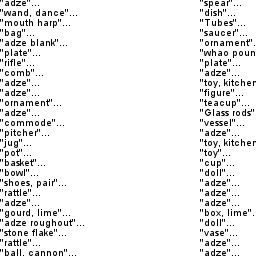 "adze"...
"wand, dance"...
"mouth harp"...
"bag"...
"adze blank"...
"plate"...
"rifle"...
"comb"...
"adze"...
"adze"...
"ornament"...
"adze"...
"commode"...
"pitcher"...
"jug"...
"pot"...
"basket"...
"bowl"...
"shoes, pair"...
"rattle"...
"adze"...
"gourd, lime"...
"adze roughout"...
"stone flake"...
"rattle"...
"ball, cannon"...
"spear"...
"dish"...
"Tubes"...
"saucer"...
"ornament".
"whao poun
"plate"...
"adze"...
"toy, kitchen
"figure"...
"teacup"...
"Glass rods"
"vessel"...
"adze"...
"toy, kitchen
"toy"...
"cup"...
"doll"...
"adze"...
"adze"...
"adze"...
"box, lime".
"doll"...
"vase"...
"adze"...
"adze"...